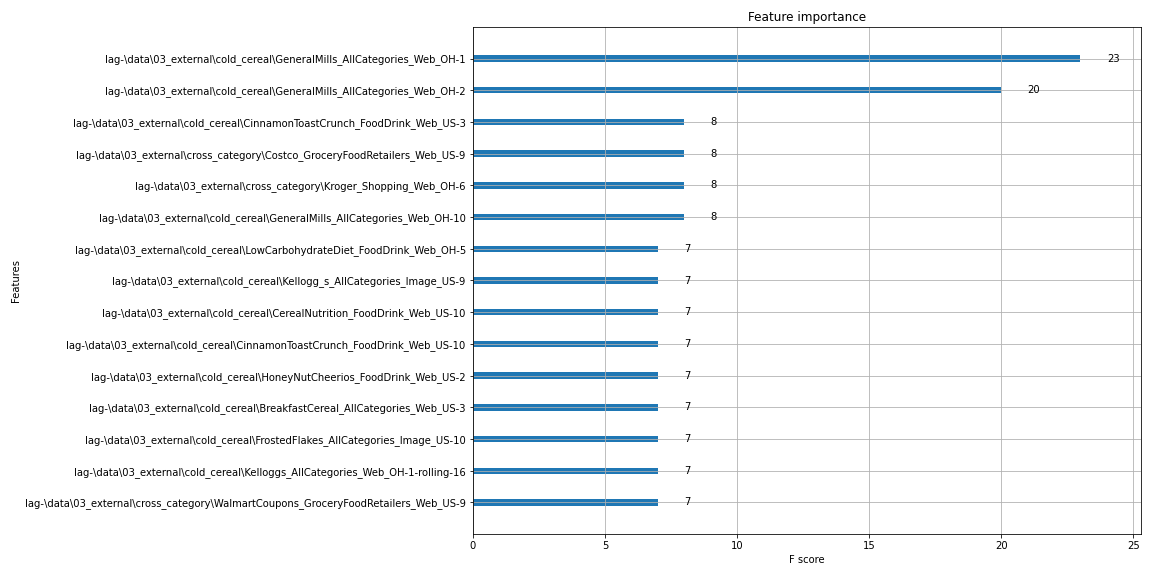 Feature importance
lag-\data\03_external\cold_cereal\GeneralMills_AllCategories_Web_OH-1 23
lag-\data\03_external\cold_cereal\GeneralMills_AllCategories_Web_OH-2 20
lag-\data\03_external\cold_cereal\CinnamonToastCrunch_FoodDrink_Web_US-3 8
lag-\data\03_external\cross_category\Costco_GroceryFoodRetailers_Web_US-9 8
lag-\data\03_external\cross_category\Kroger_Shopping_Web_OH-6 8
lag-\data\03_external\cold_cereal\GeneralMills_AllCategories_Web_OH-10 8
lag-\data\03_external\cold_cereal\LowCarbohydrateDiet_FoodDrink_Web_OH-5 7
lag-\data\03_external\cold_cereal\Kellogg_s_AllCategories_Image_US-9 7
lag-\data\03_external\cold_cereal\CerealNutrition_FoodDrink_Web_US-10 7
lag-\data\03_external\cold_cereal\CinnamonToastCrunch_FoodDrink_Web_US-10 7
lag-\data\03_external\cold_cereal\HoneyNutCheerios_FoodDrink_Web_US-2 7
lag-\data\03_external\cold_cereal\BreakfastCereal_AllCategories_Web_US-3 7
lag-\data\03_external\cold_cereal\FrostedFlakes_AllCategories_Image_US-10 7
lag-\data\03_external\cold_cereal\Kelloggs_AllCategories_Web_OH-1-rolling-16 7
lag-\data\03_external\cross_category\WalmartCoupons_GroceryFoodRetailers_Web_US-9 7
Features
0 5 10 15 20 25
F score